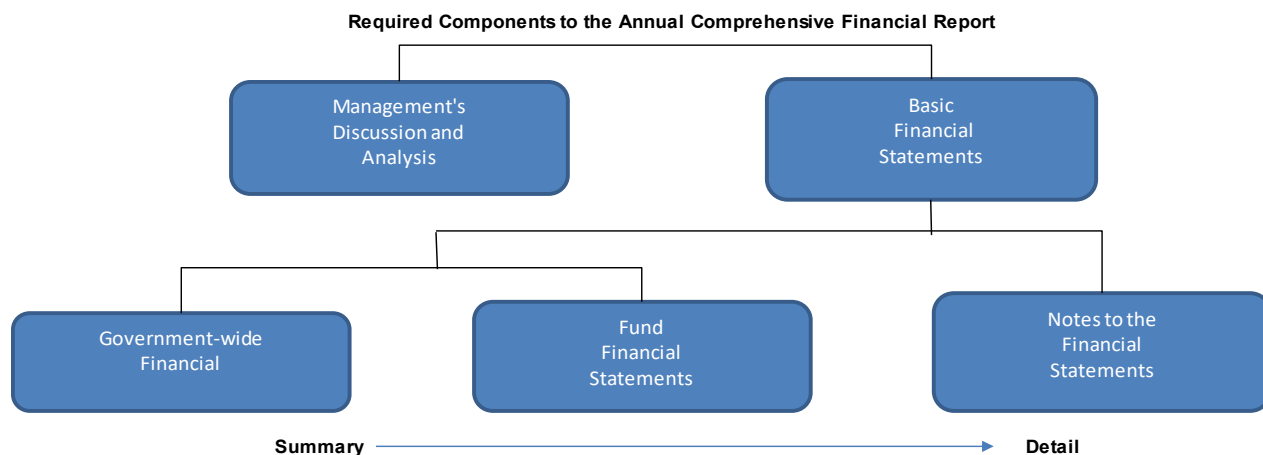 Required Components to the Annual Comprehensive Financial Report
Management's
Discussion and
Analysis
Basic
Financial
Statements
Government-wide
Financial
Fund
Financial
Statements
Notes to the
Financial
Statements
Summary
Detail